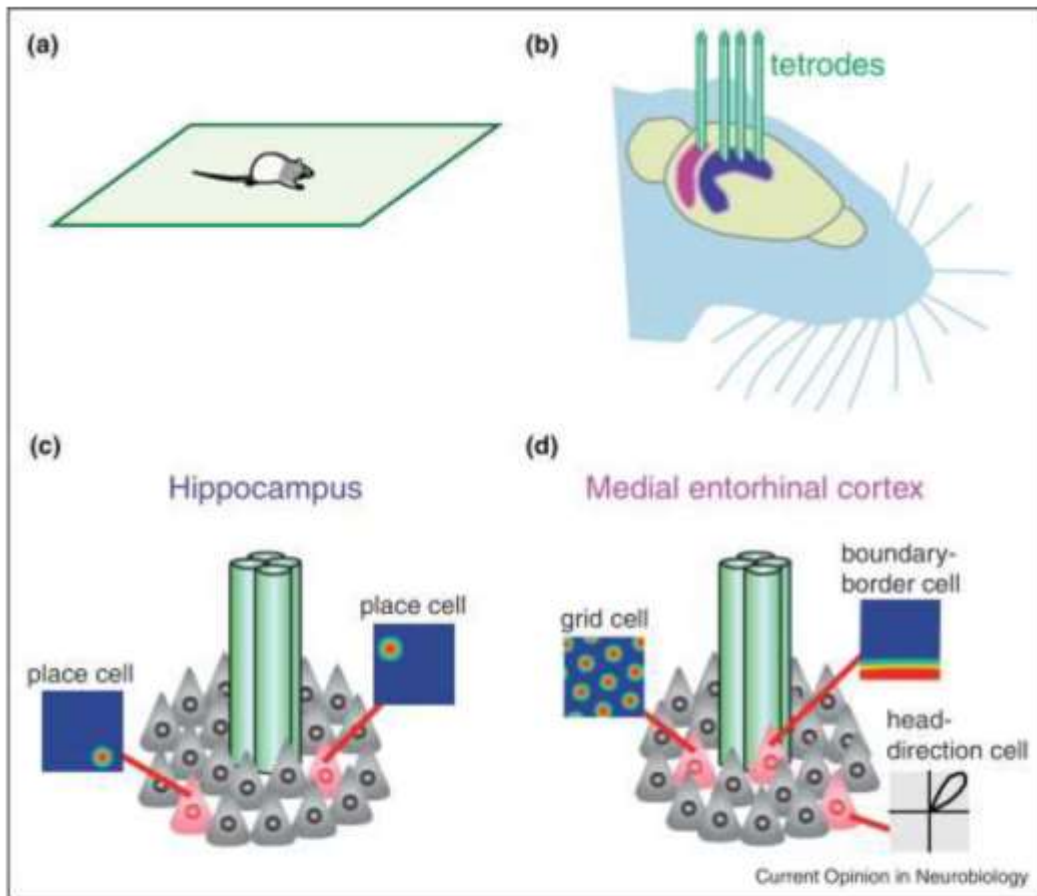 (a)
(b)
tetrodes
(c)
Hippocampus
place cell
place cell
(d)
Medial entorhinal cortex
boundary-
border cell
grid cell
head-
direction cell
Current Opinion in Neurobiology